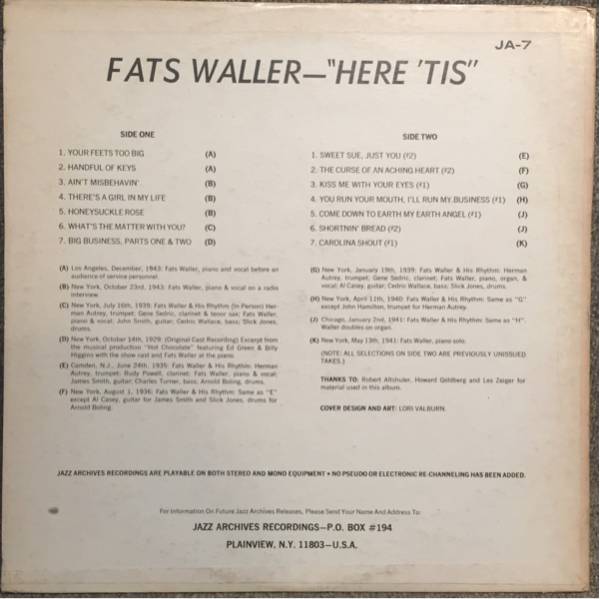 JA-7
FATS WALLER—"HERE 'TIS"
SIDE ONE
1. YOUR FEETS TOO BIG (A)
2. HANDFUL OF KEYS (A)
3. AIN'T MISBEHAVIN' (B)
4. THERE'S A GIRL IN MY LIFE (B)
5. HONEYSUCKLE ROSE (B)
6. WHAT'S THE MATTER WITH YOU? (C)
7. BIG BUSINESS, PARTS ONE & TWO (D)
SIDE TWO
1. SWEET SUE, JUST YOU (#2) (E)
2. THE CURSE OF AN ACHING HEART (#2) (F)
3. KISS ME WITH YOUR EYES (#1) (G)
4. YOU RUN YOUR MOUTH, I'LL RUN MY BUSINESS (#1) (H)
5. COME DOWN TO EARTH MY EARTH ANGEL (#1) (J)
6. SHORTNIN' BREAD (#2) (J)
7. CAROLINA SHOUT (#1) (K)
(A) Los Angeles, December, 1943: Fats Waller, piano and vocal before an
audience of service personnel.
(B) New York, October 23rd, 1943: Fats Waller, piano & vocal on a radio
interview.
(C) New York, July 16th, 1939: Fats Waller & His Rhythm (In Person) Her-
man Autrey, trumpet; Gene Sedric, clarinet & tenor sax; Fats Waller,
piano & vocal; John Smith, guitar; Cedric Wallace, bass; Slick Jones,
drums.
(D) New York, October 14th, 1929: (Original Cast Recording) Excerpt from
the musical production "Hot Chocolate" featuring Ed Green & Billy
Higgins with the show cast and Fats Waller at the piano.
(E) Camden, N.J., June 24th, 1935: Fats Waller & His Rhythm: Herman
Autrey, trumpet; Rudy Powell, clarinet; Fats Waller, piano & vocal;
James Smith, guitar; Charles Turner, bass; Arnold Boling, drums.
(F) New York, August 1, 1936: Fats Waller & His Rhythm: Same as "E"
except Al Casey, guitar for James Smith and Slick Jones, drums for
Arnold Boling.
(G) New York, January 19th, 1939: Fats Waller & His Rhythm: Herman
Autrey, trumpet; Gene Sedric, clarinet; Fats Waller, piano, organ, &
vocal; Al Casey, guitar; Cedric Wallace, bass; Slick Jones, drums.
(H) New York, April 11th, 1940: Fats Waller & His Rhythm: Same as "G"
except John Hamilton, trumpet for Herman Autrey.
(J) Chicago, January 2nd, 1941: Fats Waller & His Rhythm: Same as "H".
Waller doubles on organ.
(K) New York, May 13th, 1941: Fats Waller, piano solo.
(NOTE: ALL SELECTIONS ON SIDE TWO ARE PREVIOUSLY UNISSUED
TAKES.)
THANKS TO: Robert Altshuler, Howard Goldberg and Les Zeiger for
material used in this album.
COVER DESIGN AND ART: LORI VALBURN.
JAZZ ARCHIVES RECORDINGS ARE PLAYABLE ON BOTH STEREO AND MONO EQUIPMENT • NO PSEUDO OR ELECTRONIC RE-CHANNELING HAS BEEN ADDED.
For Information On Future Jazz Archives Releases, Please Send Your Name And Address To:
JAZZ ARCHIVES RECORDINGS—P.O. BOX #194
PLAINVIEW, N.Y. 11803—U.S.A.